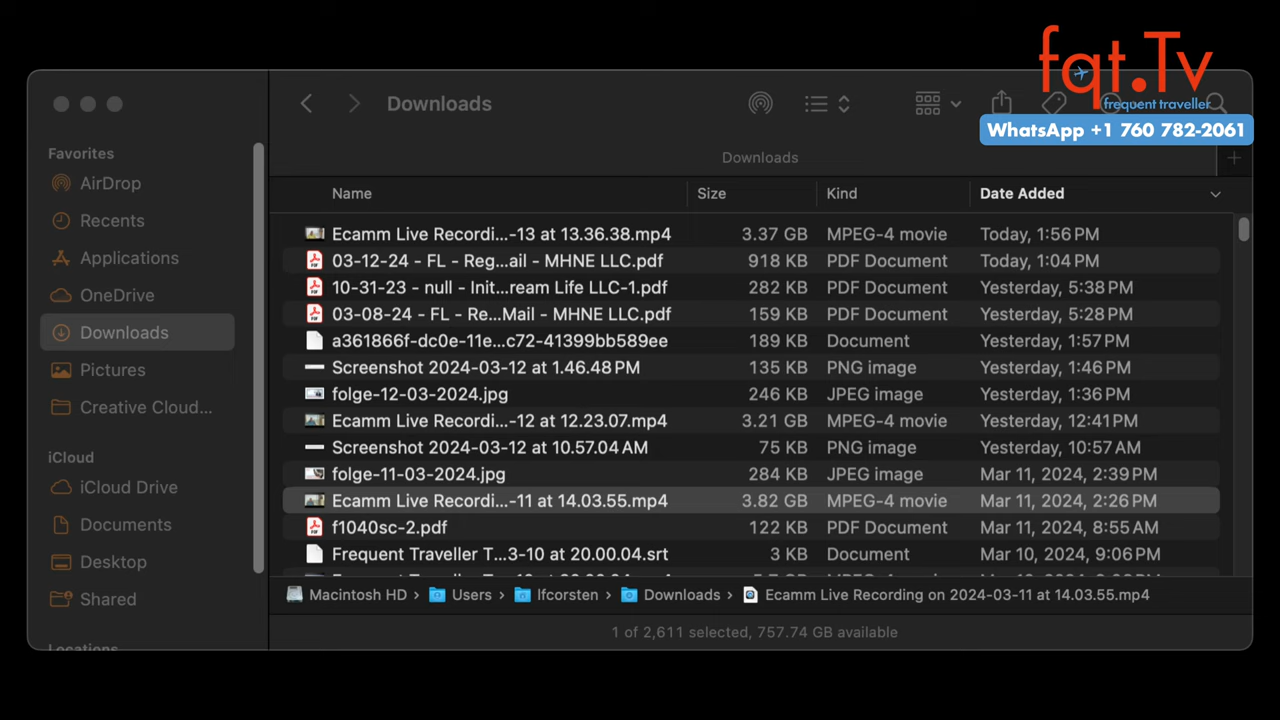 fqt.Tv
frequent traveller
WhatsApp +1 760 782-2061
Downloads
Downloads
Favorites
AirDrop
Recents
Applications
OneDrive
Downloads
Pictures
Creative Cloud...
iCloud
iCloud Drive
Documents
Desktop
Shared
Locations
Name Size Kind Date Added
Ecamm Live Recordi...-13 at 13.36.38.mp4 3.37 GB MPEG-4 movie Today, 1:56 PM
03-12-24 - FL - Reg...ail - MHNE LLC.pdf 918 KB PDF Document Today, 1:04 PM
10-31-23 - null - Init...ream Life LLC-1.pdf 282 KB PDF Document Yesterday, 5:38 PM
03-08-24 - FL - Re...Mail - MHNE LLC.pdf 159 KB PDF Document Yesterday, 5:28 PM
a361866f-dc0e-11e...c72-41399bb589ee 189 KB Document Yesterday, 1:57 PM
Screenshot 2024-03-12 at 1.46.48 PM 135 KB PNG image Yesterday, 1:46 PM
folge-12-03-2024.jpg 246 KB JPEG image Yesterday, 1:36 PM
Ecamm Live Recordi...-12 at 12.23.07.mp4 3.21 GB MPEG-4 movie Yesterday, 12:41 PM
Screenshot 2024-03-12 at 10.57.04 AM 75 KB PNG image Yesterday, 10:57 AM
folge-11-03-2024.jpg 284 KB JPEG image Mar 11, 2024, 2:39 PM
Ecamm Live Recordi...-11 at 14.03.55.mp4 3.82 GB MPEG-4 movie Mar 11, 2024, 2:26 PM
f1040sc-2.pdf 122 KB PDF Document Mar 11, 2024, 8:55 AM
Frequent Traveller T...3-10 at 20.00.04.srt 3 KB Document Mar 10, 2024, 9:06 PM
Macintosh HD › Users › lfcorsten › Downloads › Ecamm Live Recording on 2024-03-11 at 14.03.55.mp4
1 of 2,611 selected, 757.74 GB available